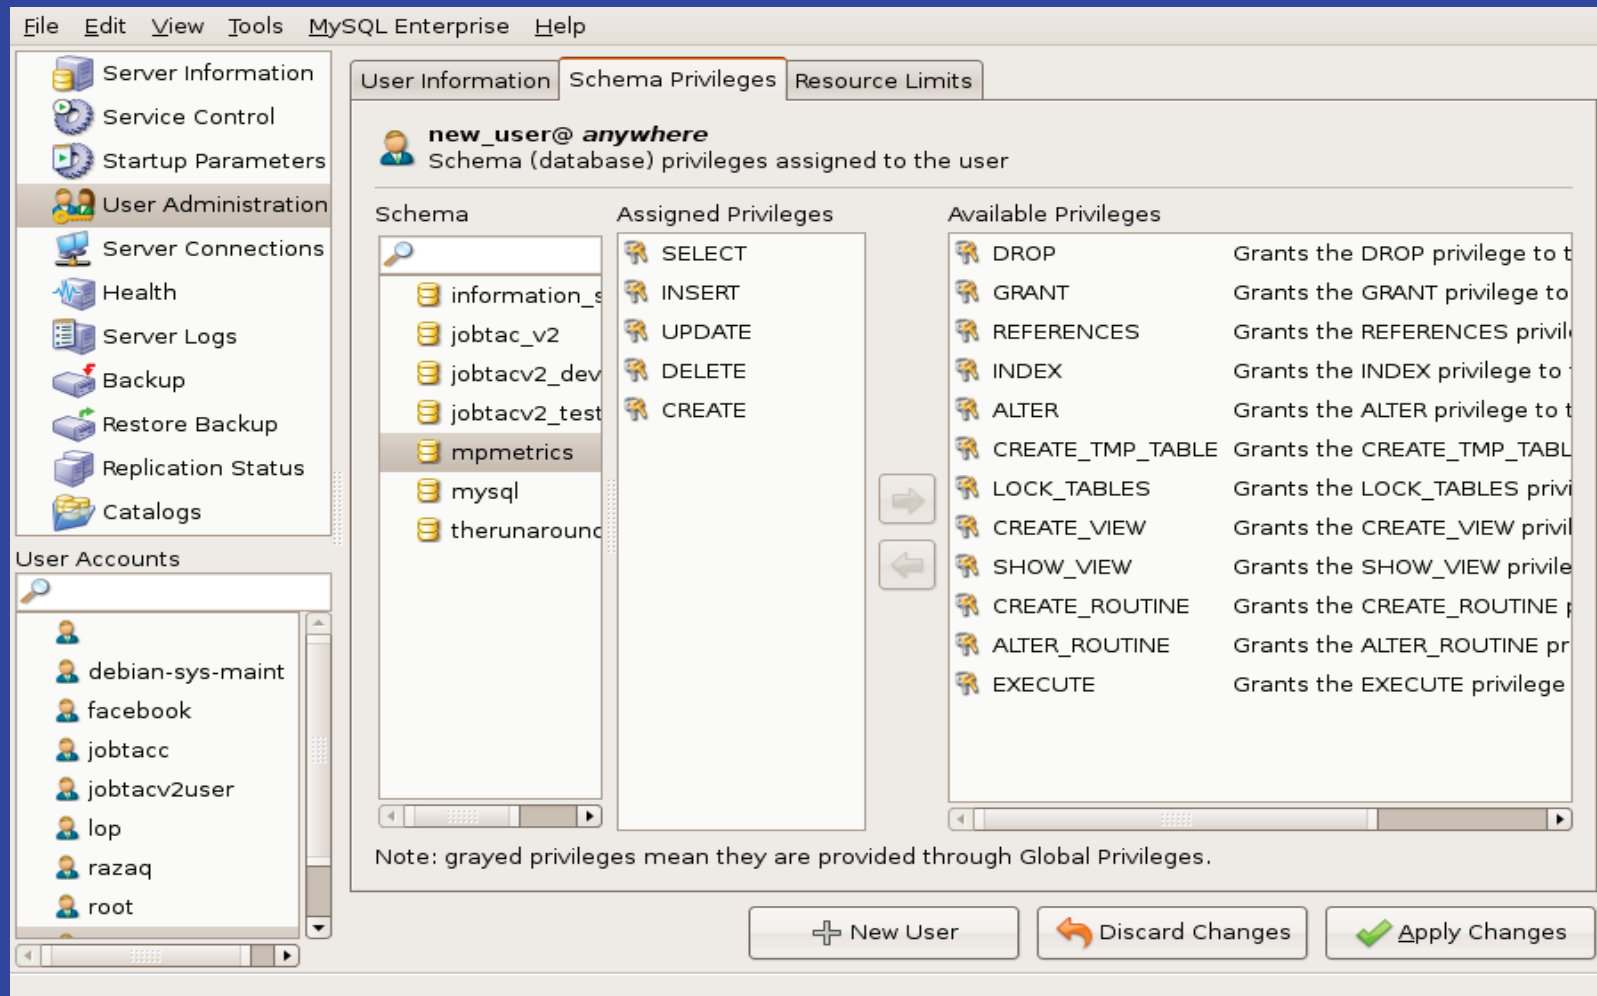 File Edit View Tools MySQL Enterprise Help
Server Information
Service Control
Startup Parameters
User Administration
Server Connections
Health
Server Logs
Backup
Restore Backup
Replication Status
Catalogs
User Accounts
debian-sys-maint
facebook
jobtacc
jobtacv2user
lop
razaq
root
User Information Schema Privileges Resource Limits
new_user@ anywhere
Schema (database) privileges assigned to the user
Schema
information_s
jobtac_v2
jobtacv2_dev
jobtacv2_test
mpmetrics
mysql
therunaround
Assigned Privileges
SELECT
INSERT
UPDATE
DELETE
CREATE
Available Privileges
DROP Grants the DROP privilege to t
GRANT Grants the GRANT privilege to
REFERENCES Grants the REFERENCES privil
INDEX Grants the INDEX privilege to
ALTER Grants the ALTER privilege to t
CREATE_TMP_TABLE Grants the CREATE_TMP_TABL
LOCK_TABLES Grants the LOCK_TABLES privi
CREATE_VIEW Grants the CREATE_VIEW privil
SHOW_VIEW Grants the SHOW_VIEW privile
CREATE_ROUTINE Grants the CREATE_ROUTINE p
ALTER_ROUTINE Grants the ALTER_ROUTINE pr
EXECUTE Grants the EXECUTE privilege
Note: grayed privileges mean they are provided through Global Privileges.
New User Discard Changes Apply Changes